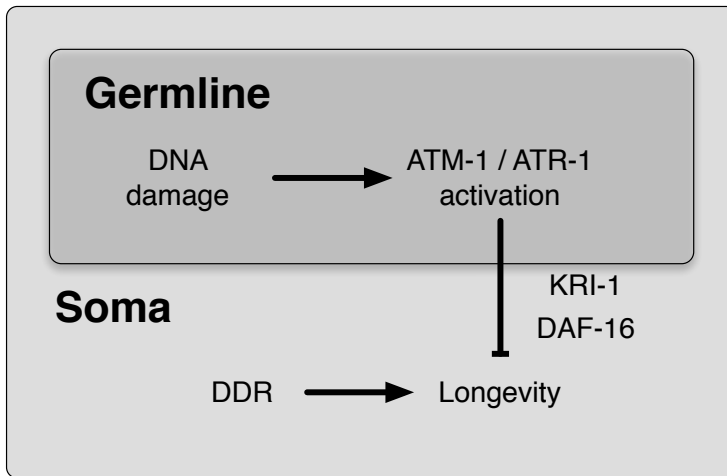 Germline
DNA
damage
ATM-1 / ATR-1
activation
KRI-1
DAF-16
Soma
DDR
Longevity